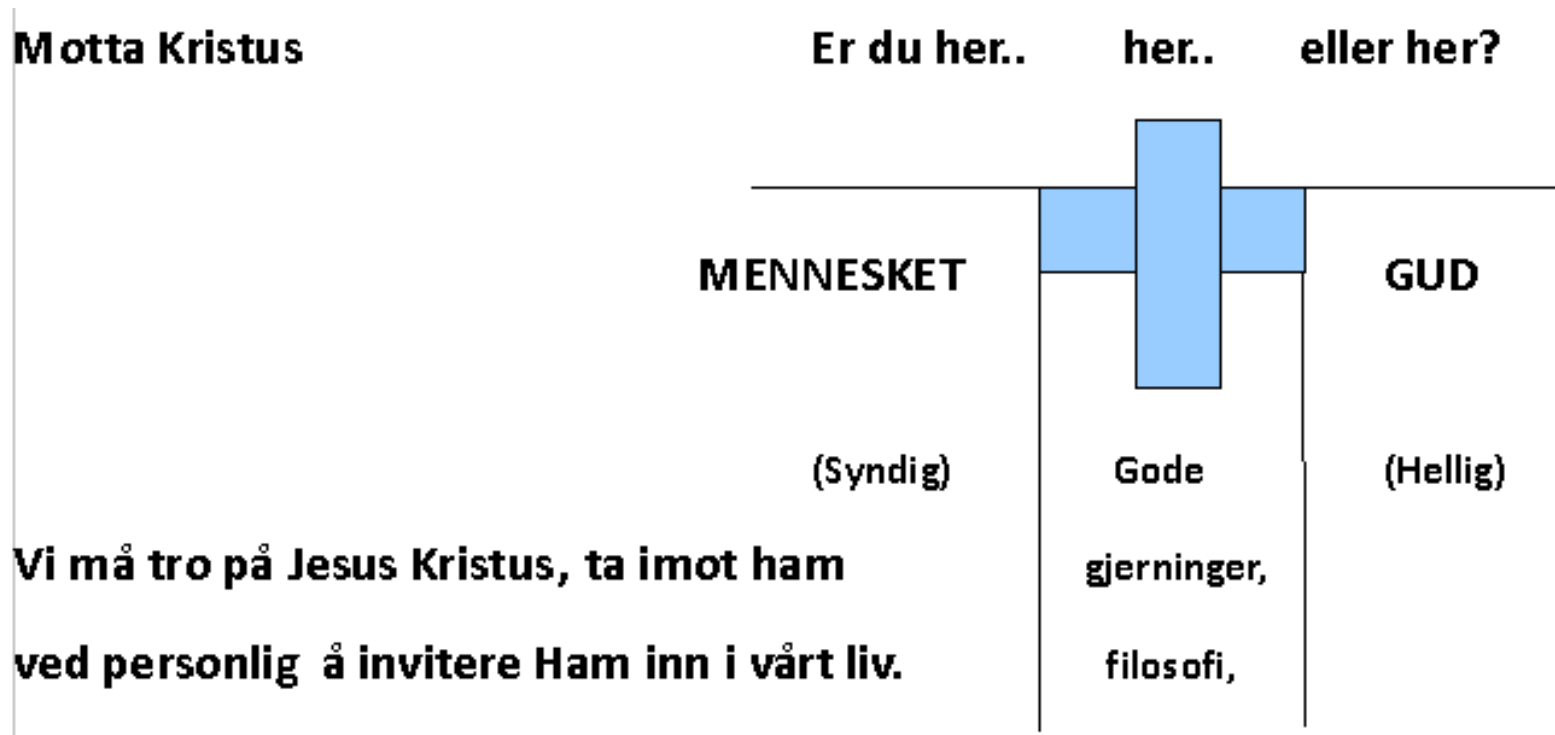 Motta Kristus Er du her.. her.. eller her?
MENNESKET GUD
(Syndig) Gode (Hellig)
Vi må tro på Jesus Kristus, ta imot ham gjerninger,
ved personlig å invitere Ham inn i vårt liv. filosofi,